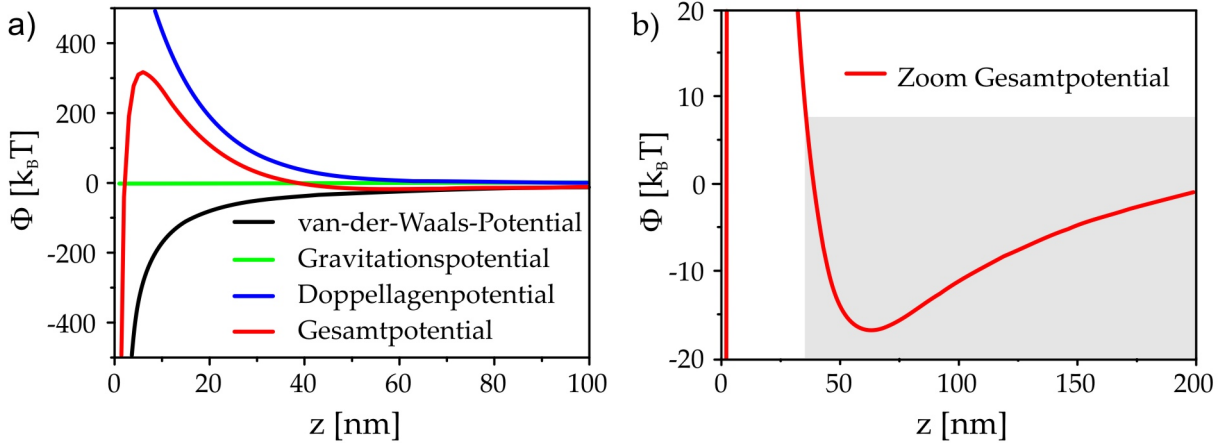 a)
Φ [kBT]
400
200
0
-200
-400
0
20
40
60
80
100
z [nm]
van-der-Waals-Potential
Gravitationspotential
Doppellagenpotential
Gesamtpotential
b)
Φ [kBT]
20
10
0
-10
-20
0
50
100
150
200
z [nm]
Zoom Gesamtpotential